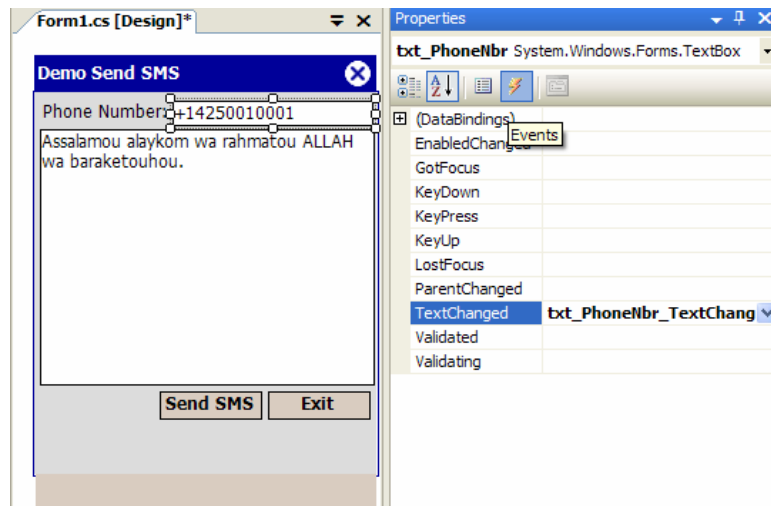 Form1.cs [Design]*
Demo Send SMS
Phone Number:
+14250010001
Assalamou alaykom wa rahmatou ALLAH
wa baraketouhou.
Send SMS
Exit
Properties
txt_PhoneNbr System.Windows.Forms.TextBox
(DataBindings)
Events
EnabledChanged
GotFocus
KeyDown
KeyPress
KeyUp
LostFocus
ParentChanged
TextChanged txt_PhoneNbr_TextChang
Validated
Validating